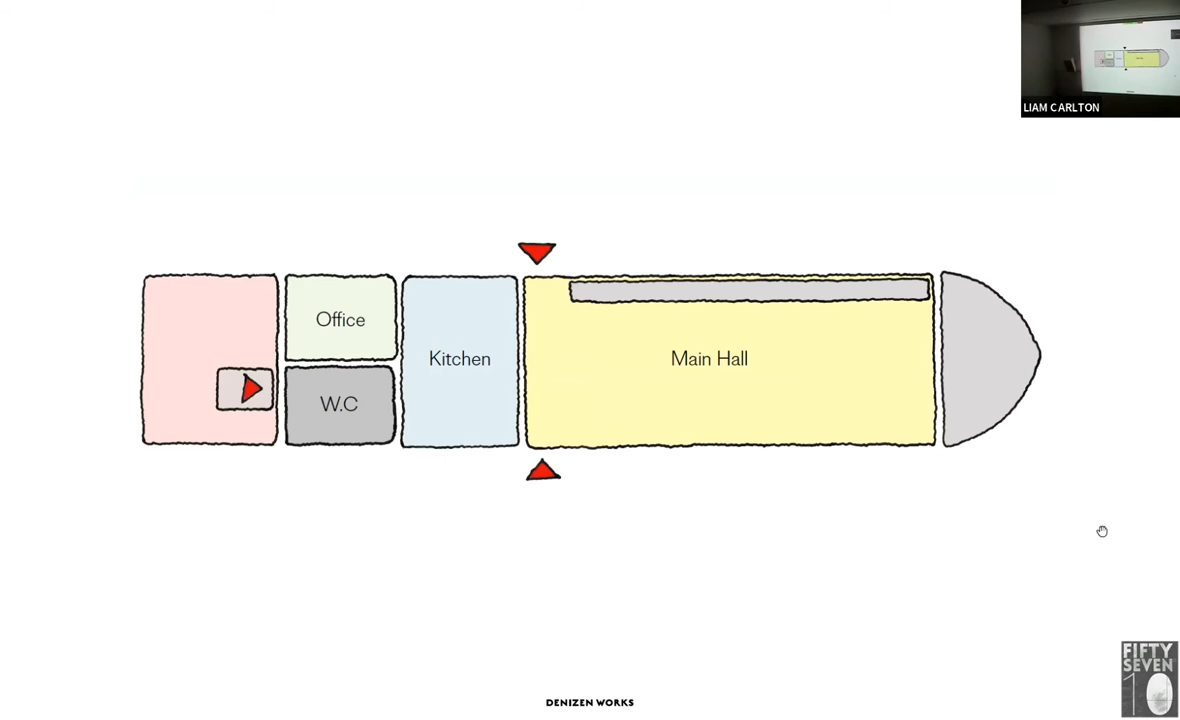 LIAM CARLTON
Office
Kitchen
Main Hall
W.C
DENIZEN WORKS
FIFTY
SEVEN
10